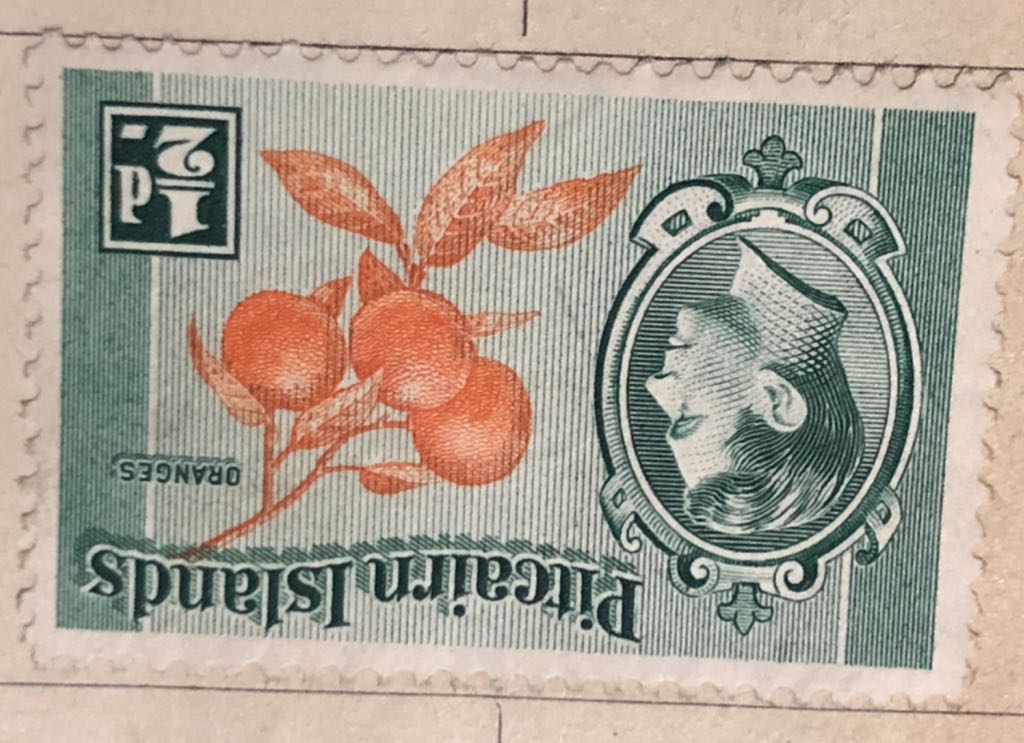 Pitcairn Islands
ORANGES.
½d.